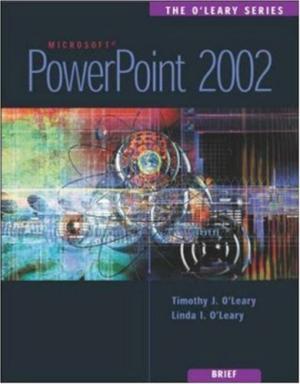 THE O'LEARY SERIES
MICROSOFT®
PowerPoint 2002
Timothy J. O'Leary
Linda I. O'Leary
BRIEF